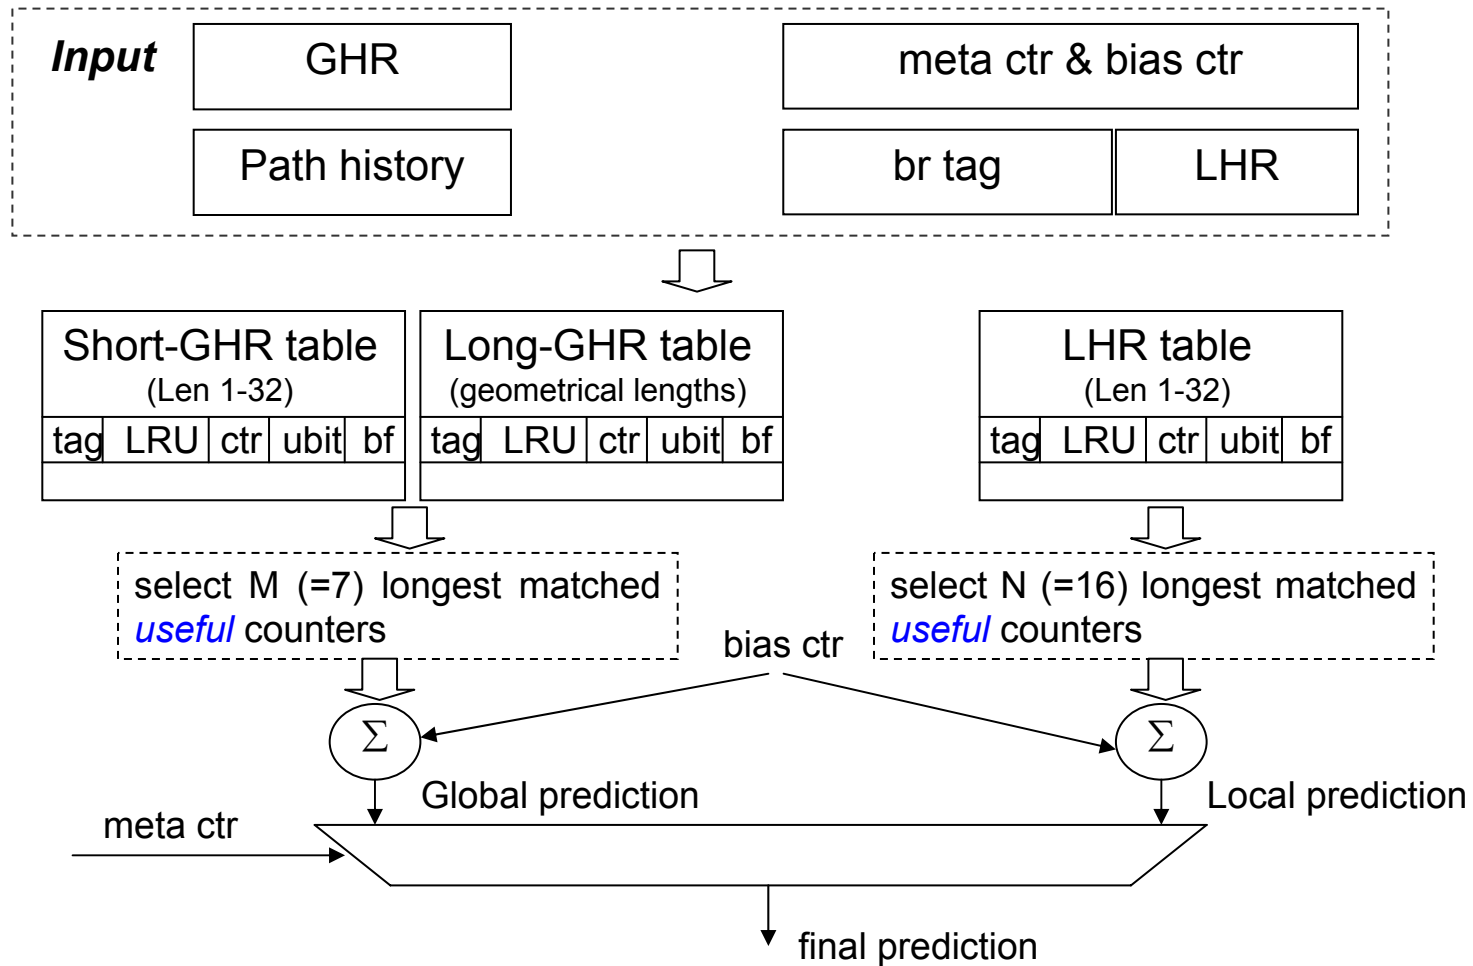 Input
GHR
meta ctr & bias ctr
Path history
br tag
LHR
Short-GHR table
(Len 1-32)
tag LRU ctr ubit bf
Long-GHR table
(geometrical lengths)
tag LRU ctr ubit bf
LHR table
(Len 1-32)
tag LRU ctr ubit bf
select M (=7) longest matched
useful counters
select N (=16) longest matched
useful counters
bias ctr
Σ
Σ
Global prediction
Local prediction
meta ctr
final prediction